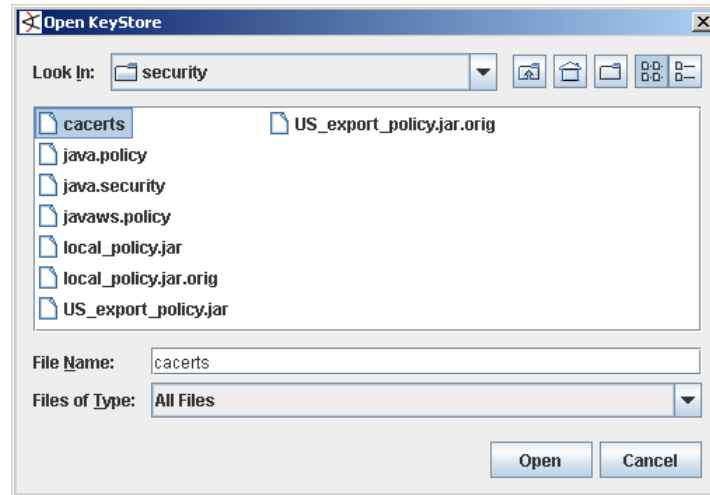 Open KeyStore
Look In: security
cacerts US_export_policy.jar.orig
java.policy
java.security
javaws.policy
local_policy.jar
local_policy.jar.orig
US_export_policy.jar
File Name: cacerts
Files of Type: All Files
Open Cancel